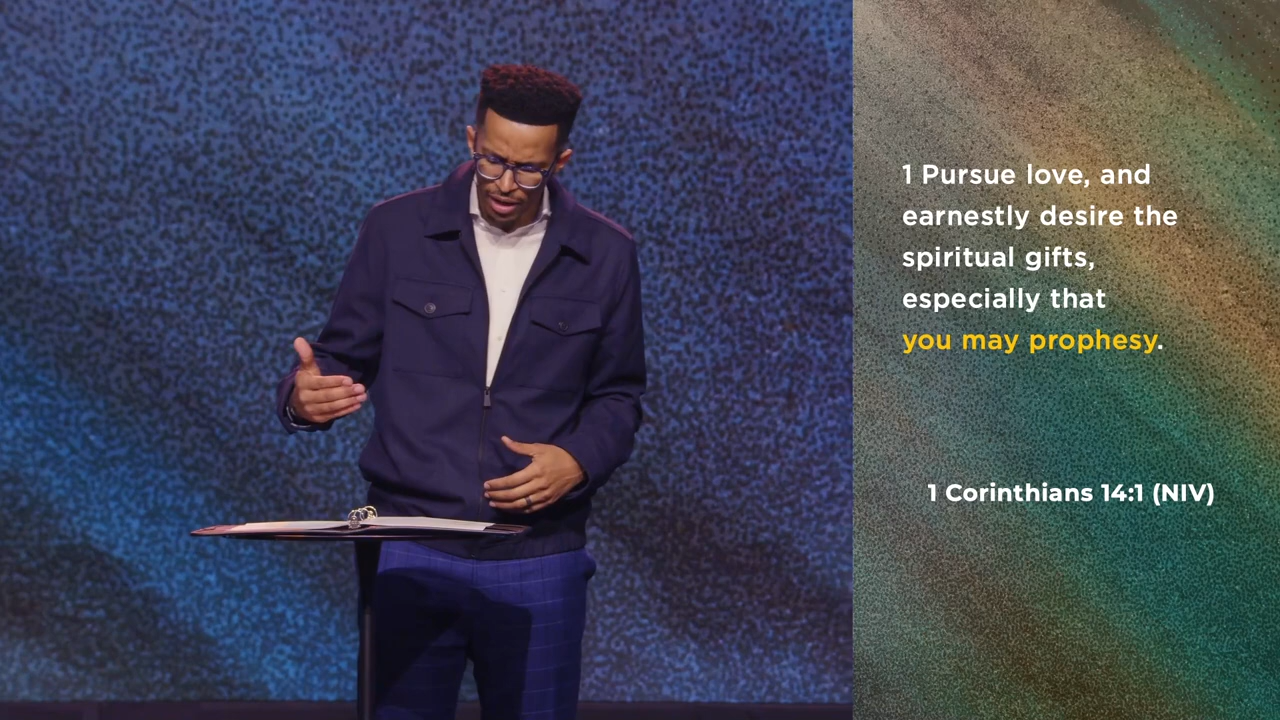 1 Pursue love, and
earnestly desire the
spiritual gifts,
especially that
you may prophesy.
1 Corinthians 14:1 (NIV)